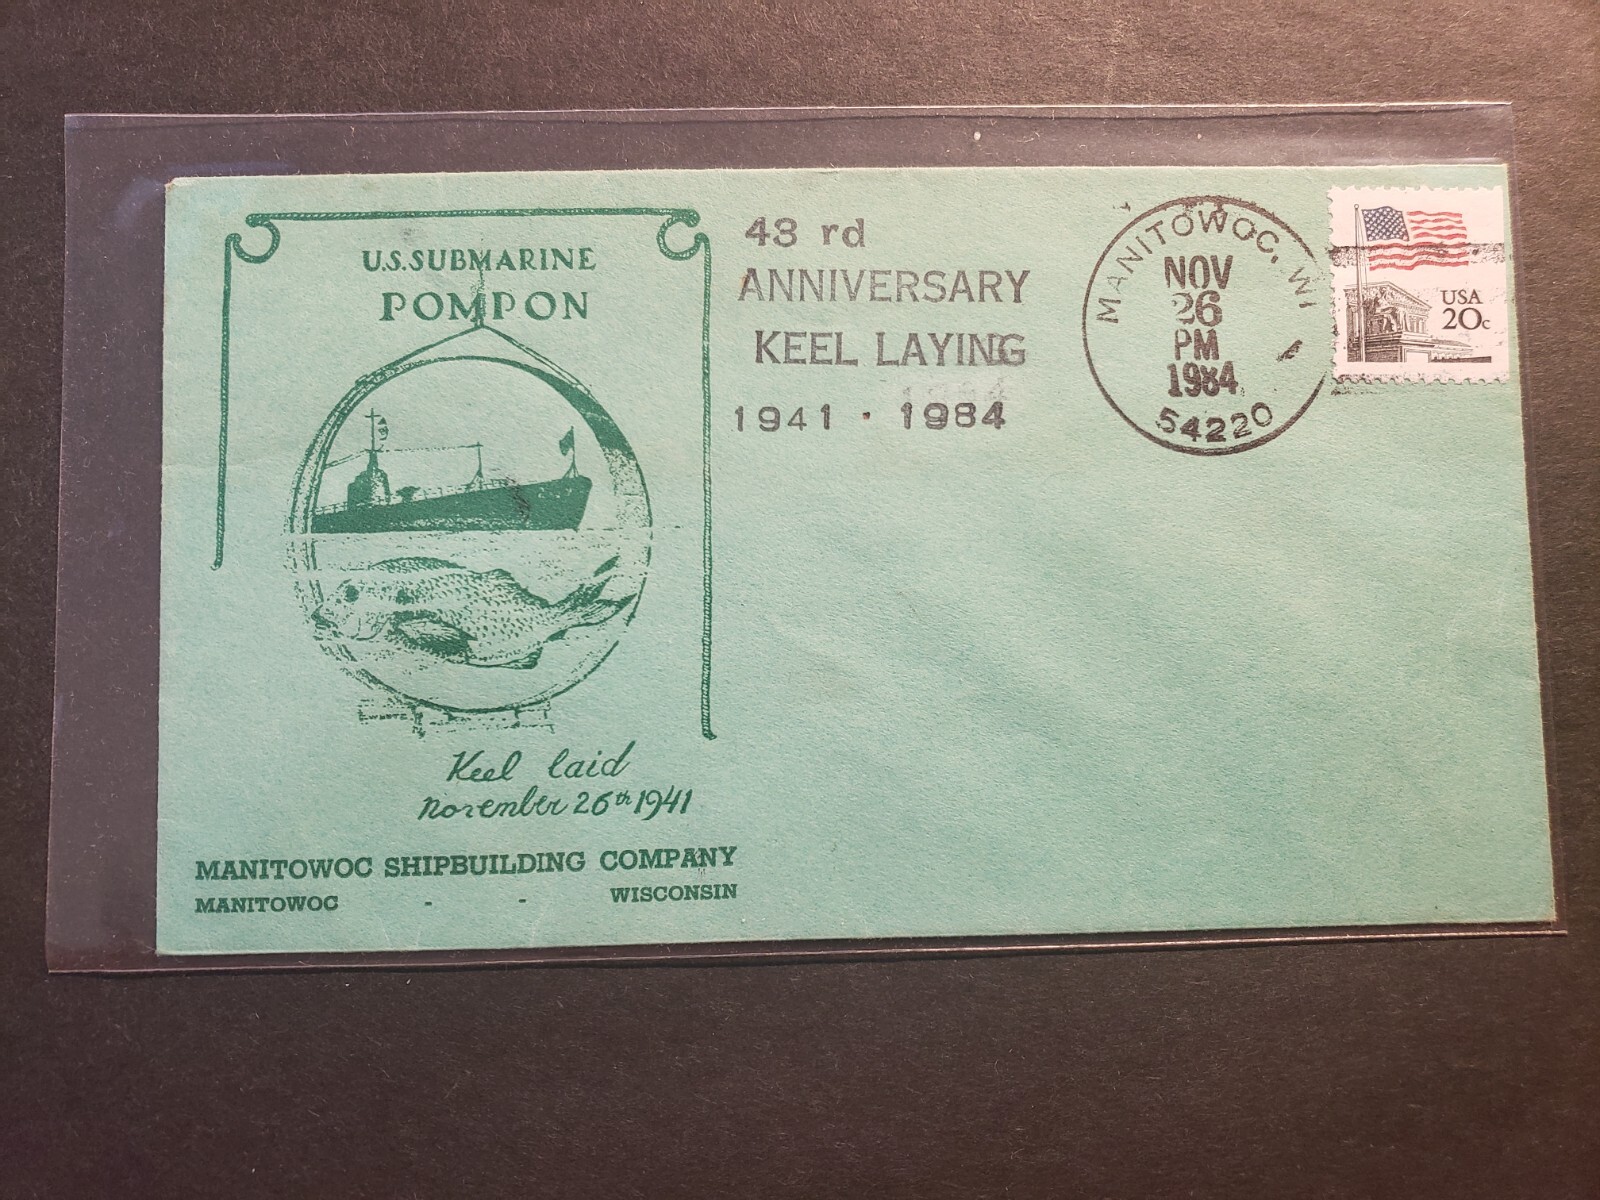 U.S. SUBMARINE
POMPON
Keel laid
November 26th 1941
MANITOWOC SHIPBUILDING COMPANY
MANITOWOC - - WISCONSIN
43 rd
ANNIVERSARY
KEEL LAYING
1941 · 1984
MANITOWOC, WI
NOV
26
PM
1984
54220
USA
20c